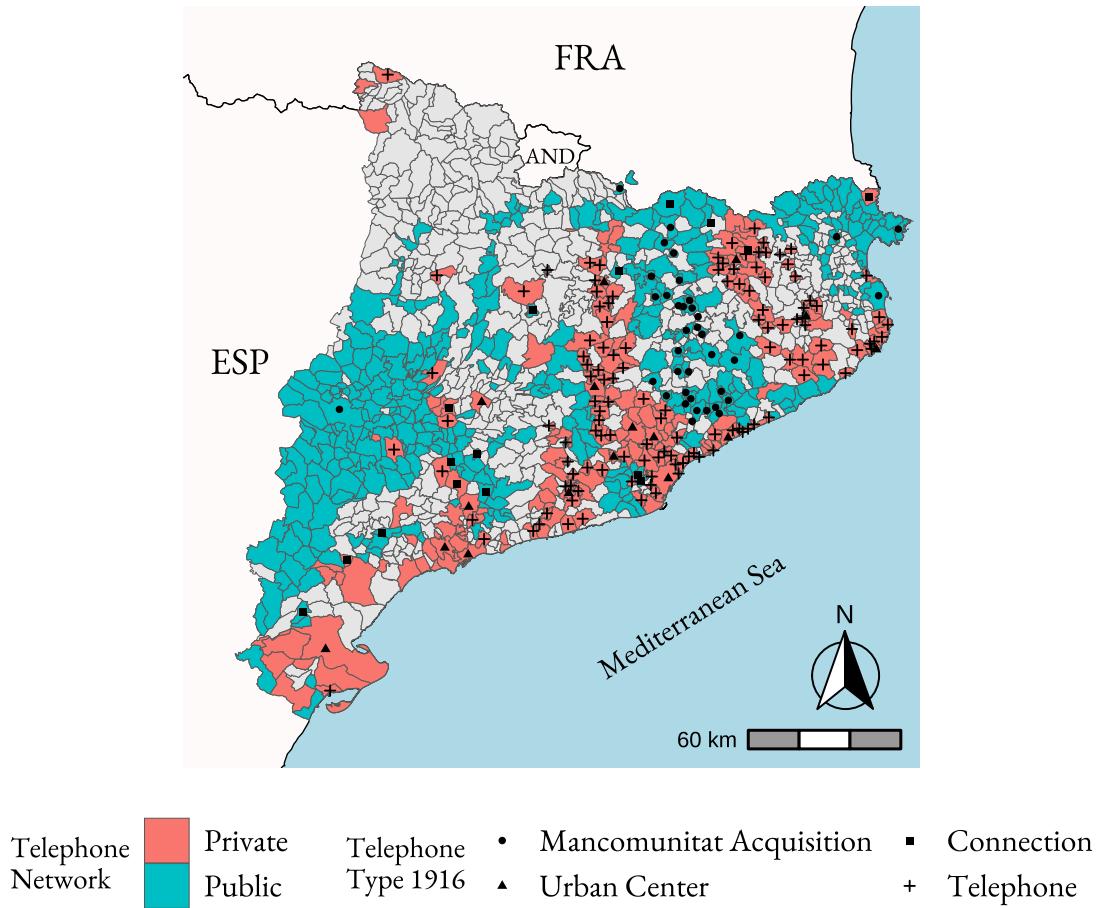 FRA
AND
ESP
Mediterranean Sea
N
60 km
Telephone
Network
Private
Public
Telephone
Type 1916
Mancomunitat Acquisition
Urban Center
Connection
Telephone